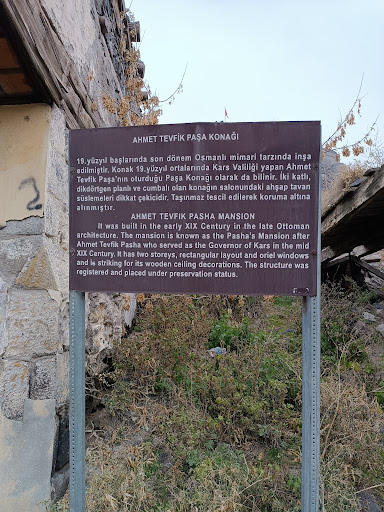 AHMET TEVFİK PAŞA KONAĞI
19.yüzyıl başlarında son dönem Osmanlı mimari tarzında inşa
edilmiştir. Konak 19.yüzyıl ortalarında Kars Valiliği yapan Ahmet
Tevfik Paşa'nın oturduğu Paşa Konağı olarak da bilinir. İki katlı,
dikdörtgen planlı ve cumbalı olan konağın salonundaki ahşap tavan
süslemeleri dikkat çekicidir. Taşınmaz tescil edilerek koruma altına
alınmıştır.
AHMET TEVFIK PASHA MANSION
It was built in the early XIX Century in the late Ottoman
architecture. The mansion is known as the Pasha's Mansion after
Ahmet Tevfik Pasha who served as the Governor of Kars in the mid
XIX Century. It has two storeys, rectangular layout and oriel windows
and is striking for its wooden ceiling decorations. The structure was
registered and placed under preservation status.
2